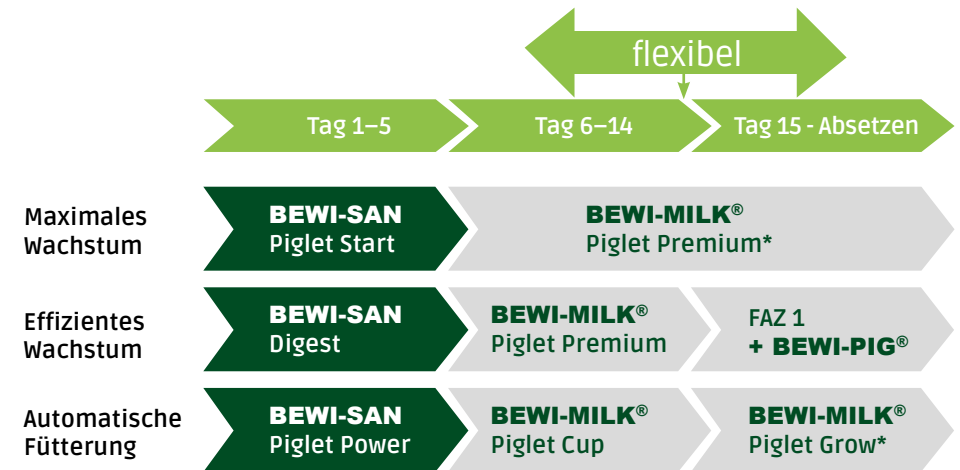 flexibel
Tag 1–5
Tag 6–14
Tag 15 - Absetzen
Maximales
Wachstum
BEWI-SAN
Piglet Start
BEWI-MILK®
Piglet Premium*
Effizientes
Wachstum
BEWI-SAN
Digest
BEWI-MILK®
Piglet Premium
FAZ 1
+ BEWI-PIG®
Automatische
Fütterung
BEWI-SAN
Piglet Power
BEWI-MILK®
Piglet Cup
BEWI-MILK®
Piglet Grow*